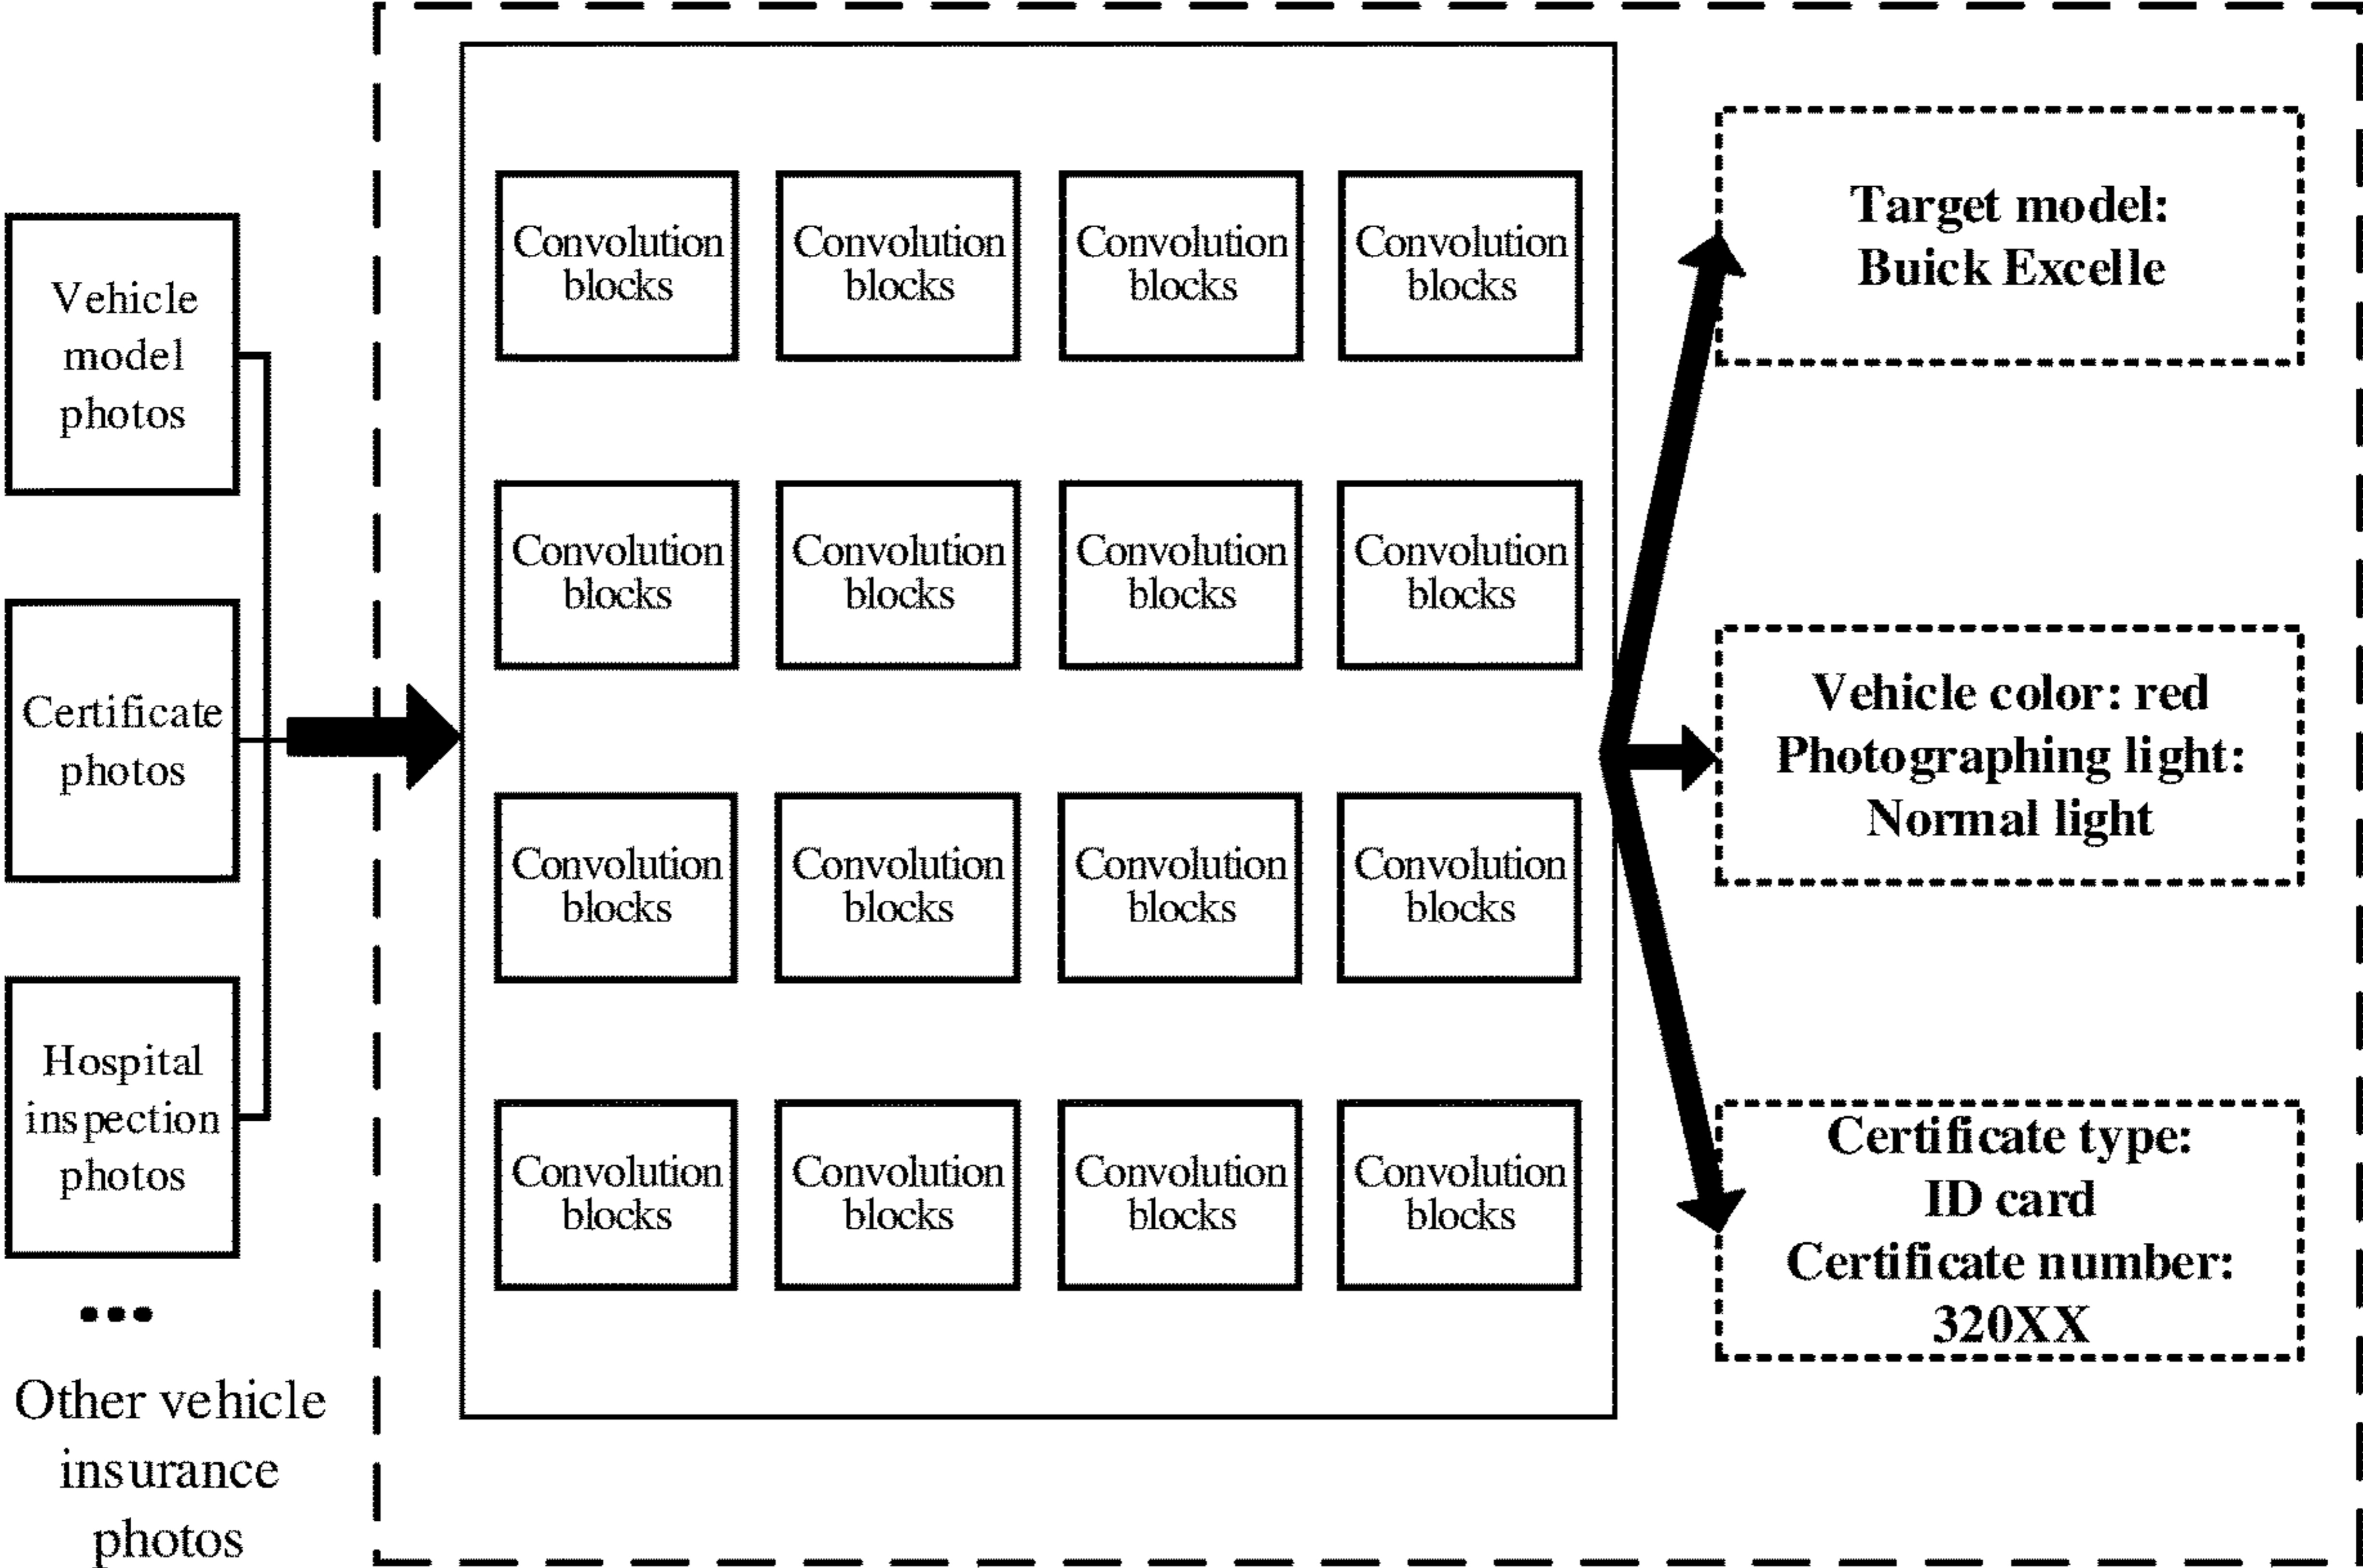 Vehicle
model
photos
Certificate
photos
Hospital
inspection
photos
...
Other vehicle
insurance
photos
Convolution
blocks
Convolution
blocks
Convolution
blocks
Convolution
blocks
Convolution
blocks
Convolution
blocks
Convolution
blocks
Convolution
blocks
Convolution
blocks
Convolution
blocks
Convolution
blocks
Convolution
blocks
Convolution
blocks
Convolution
blocks
Convolution
blocks
Convolution
blocks
Target model:
Buick Excelle
Vehicle color: red
Photographing light:
Normal light
Certificate type:
ID card
Certificate number:
320XX